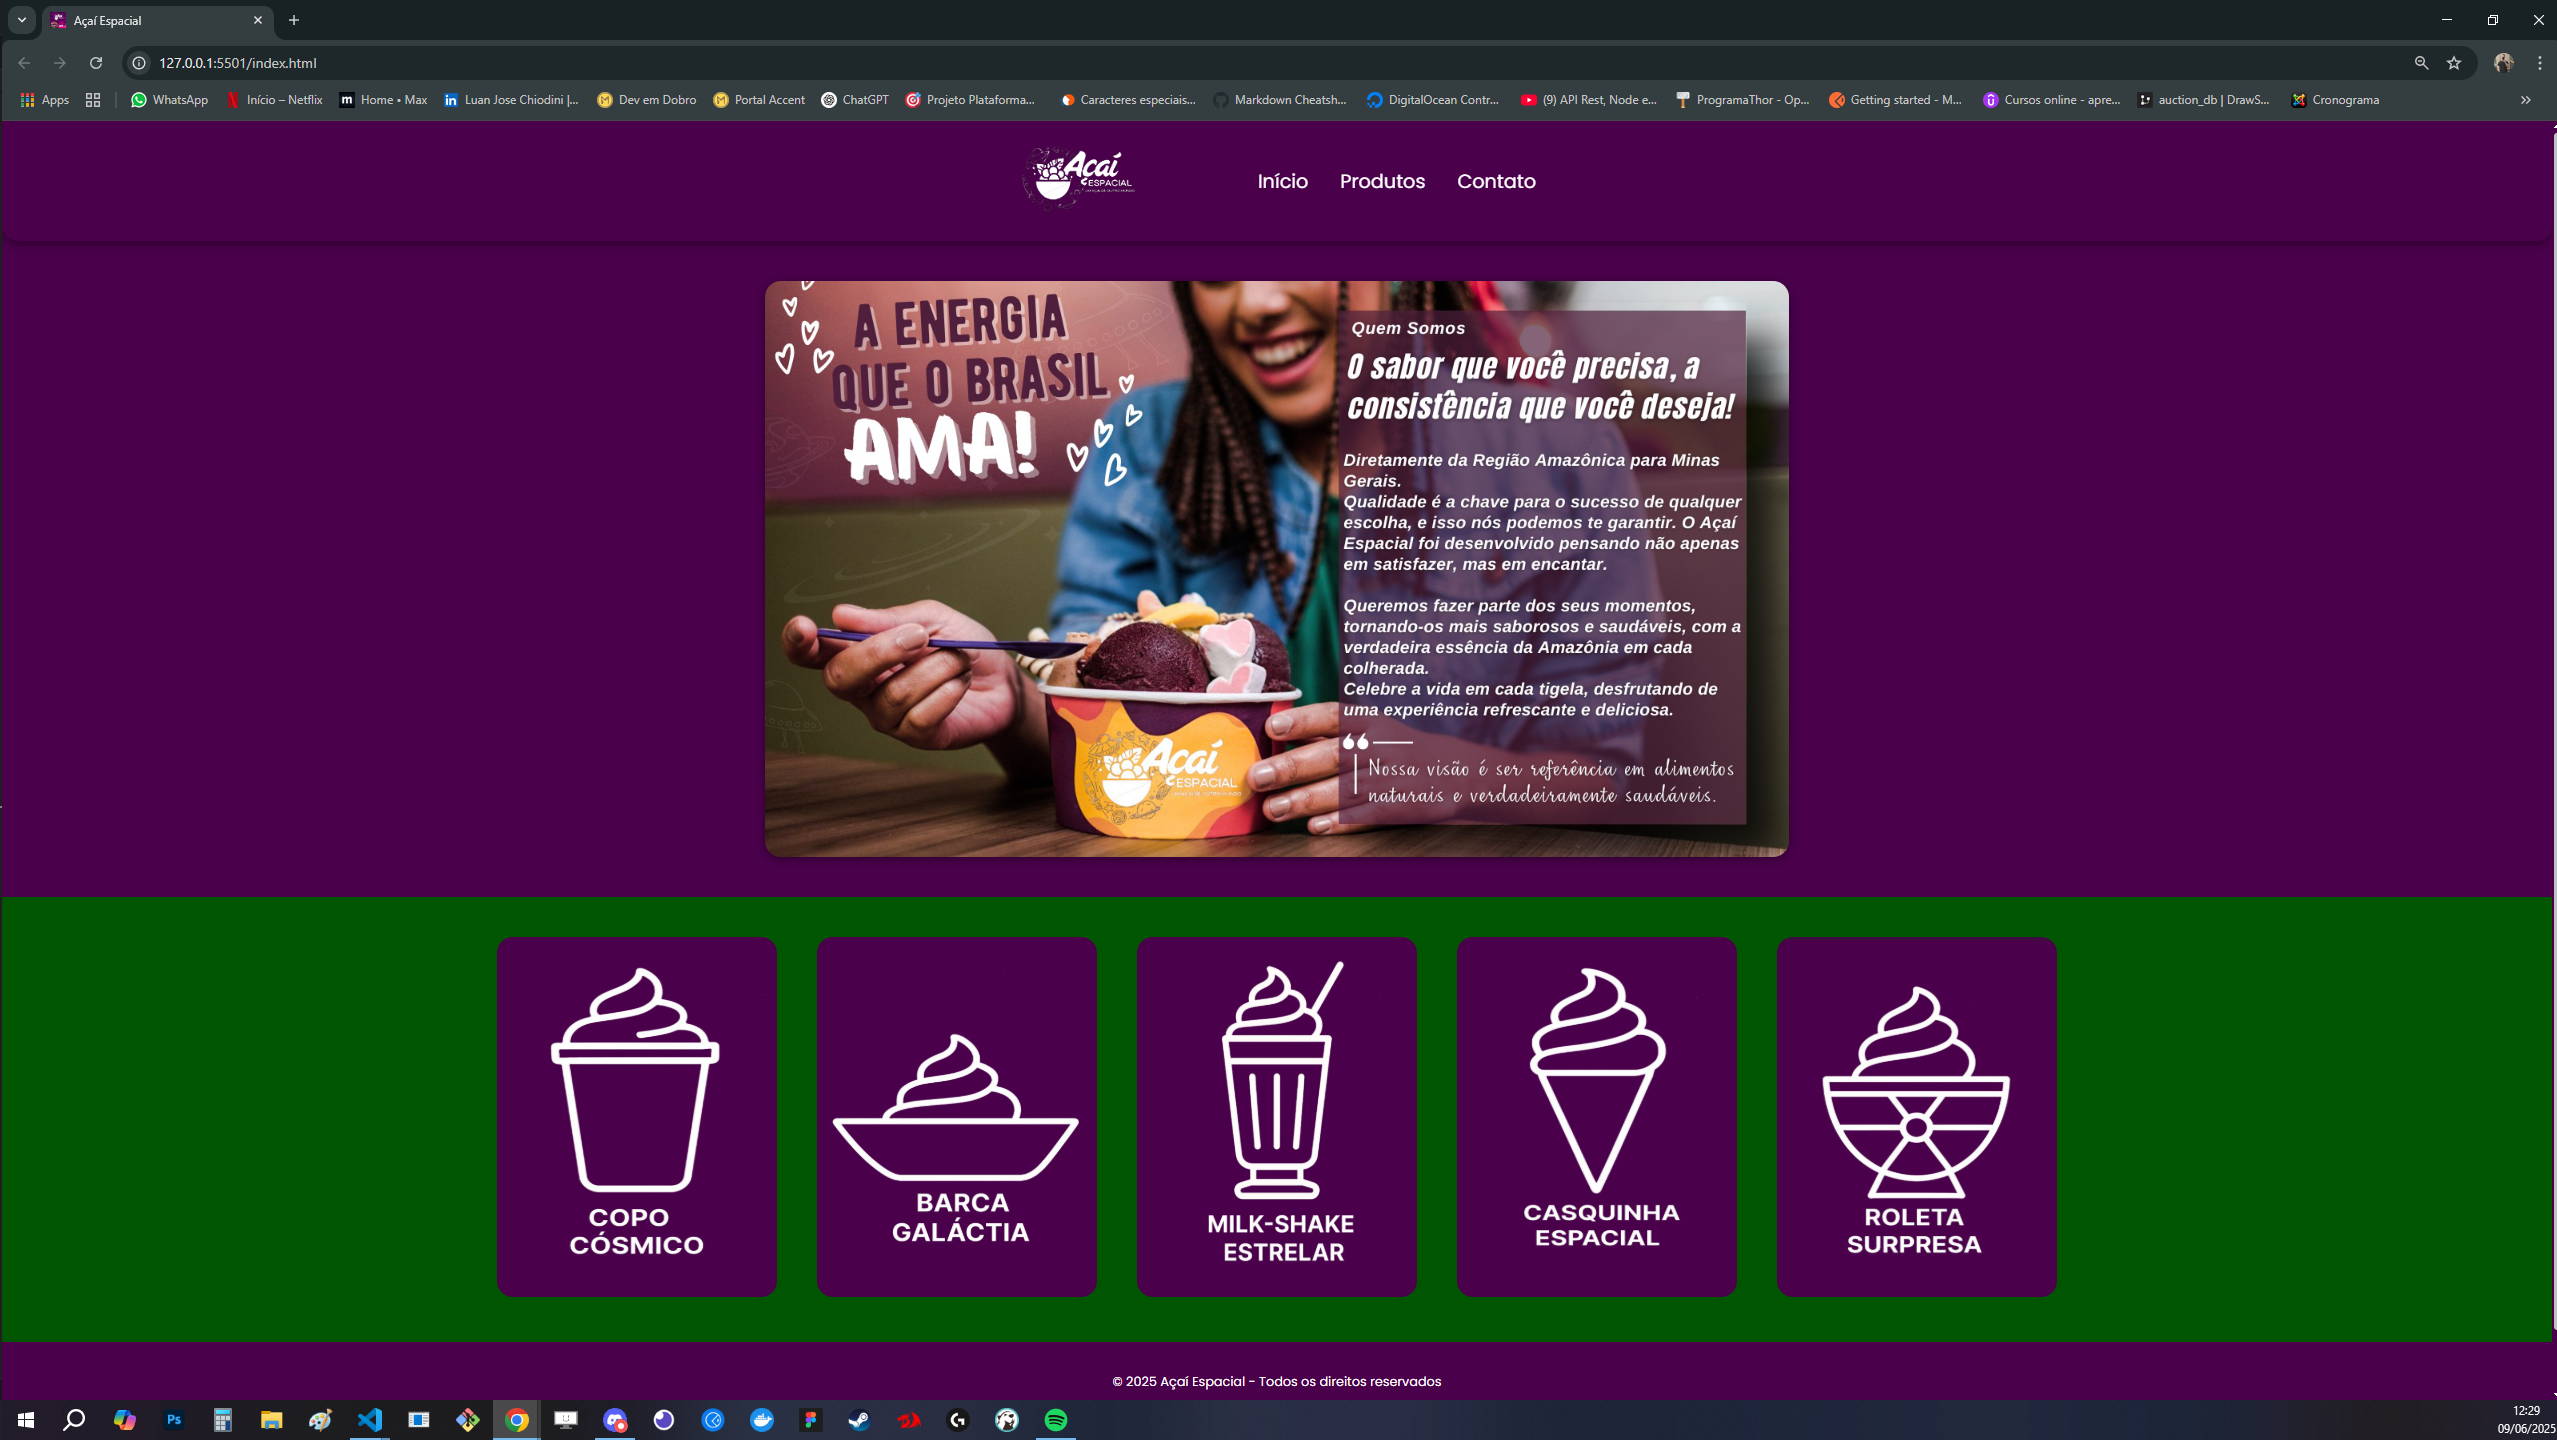 Açaí Espacial
127.0.0.1:5501/index.html
Apps
WhatsApp
Início – Netflix
Home • Max
Luan Jose Chiodini |...
Dev em Dobro
Portal Accent
ChatGPT
Projeto Plataforma...
Caracteres especiais...
Markdown Cheatsh...
DigitalOcean Contr...
(9) API Rest, Node e...
ProgramaThor - Op...
Getting started - M...
Cursos online - apre...
auction_db | DrawS...
Cronograma
Açaí
ESPACIAL
Início
Produtos
Contato
A ENERGIA
QUE O BRASIL
AMA!
Quem Somos
O sabor que você precisa, a
consistência que você deseja!
Diretamente da Região Amazônica para Minas
Gerais.
Qualidade é a chave para o sucesso de qualquer
escolha, e isso nós podemos te garantir. O Açaí
Espacial foi desenvolvido pensando não apenas
em satisfazer, mas em encantar.
Queremos fazer parte dos seus momentos,
tornando-os mais saborosos e saudáveis, com a
verdadeira essência da Amazônia em cada
colherada.
Celebre a vida em cada tigela, desfrutando de
uma experiência refrescante e deliciosa.
Nossa visão é ser referência em alimentos
naturais e verdadeiramente saudáveis.
Açaí
ESPACIAL
COPO
CÓSMICO
BARCA
GALÁCTIA
MILK-SHAKE
ESTRELAR
CASQUINHA
ESPACIAL
ROLETA
SURPRESA
© 2025 Açaí Espacial - Todos os direitos reservados
Ps
12:29
09/06/2025